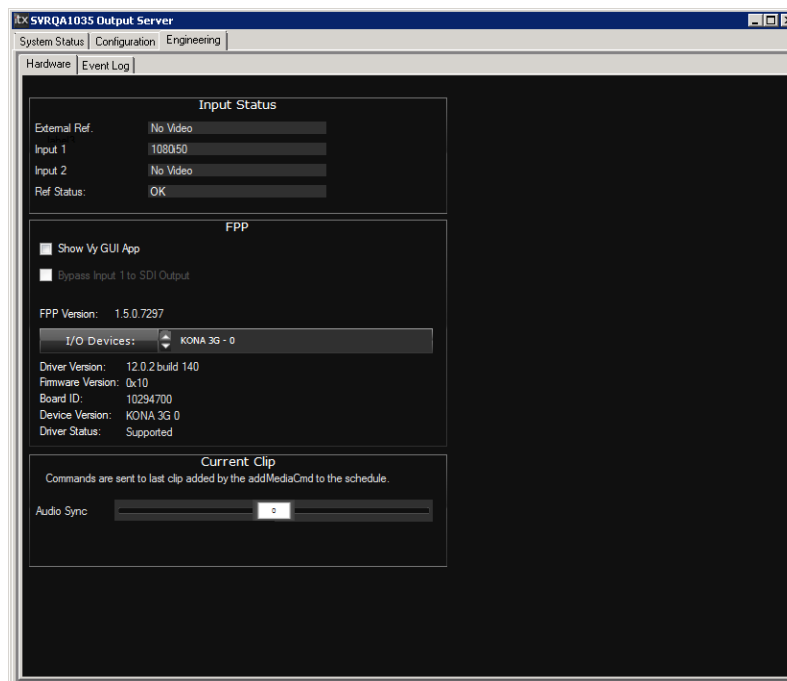 itx SVRQA1035 Output Server
System Status Configuration Engineering
Hardware Event Log
Input Status
External Ref. No Video
Input 1 1080i50
Input 2 No Video
Ref Status: OK
FPP
Show Vy GUI App
Bypass Input 1 to SDI Output
FPP Version: 1.5.0.7297
I/O Devices: KONA 3G - 0
Driver Version: 12.0.2 build 140
Firmware Version: 0x10
Board ID: 10294700
Device Version: KONA 3G 0
Driver Status: Supported
Current Clip
Commands are sent to last clip added by the addMediaCmd to the schedule.
Audio Sync 0